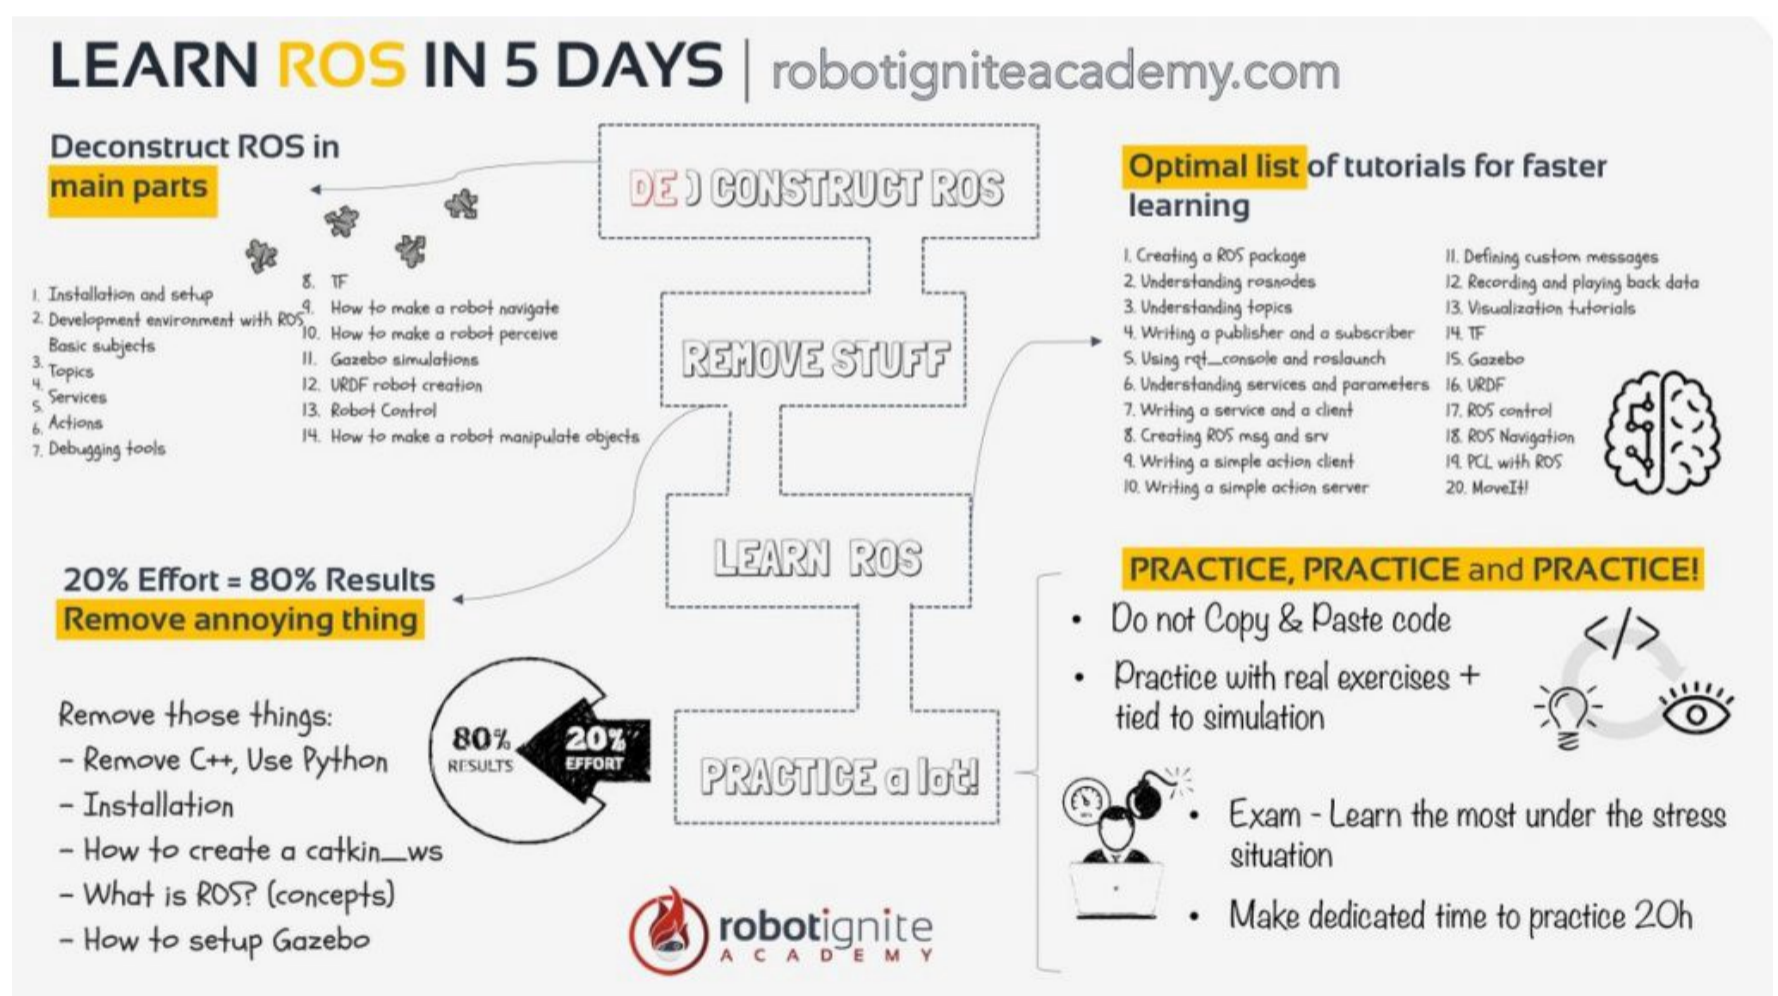 LEARN ROS IN 5 DAYS | robotigniteacademy.com
Deconstruct ROS in
main parts
1. Installation and setup
2. Development environment with ROS
Basic subjects
3. Topics
4. Services
5. Actions
6. Debugging tools
7.
8. TF
9. How to make a robot navigate
10. How to make a robot perceive
11. Gazebo simulations
12. URDF robot creation
13. Robot Control
14. How to make a robot manipulate objects
DE ) CONSTRUCT ROS
REMOVE STUFF
LEARN ROS
PRACTICE a lot!
Optimal list of tutorials for faster
learning
1. Creating a ROS package
2. Understanding rosnodes
3. Understanding topics
4. Writing a publisher and a subscriber
5. Using rqt_console and roslaunch
6. Understanding services and parameters
7. Writing a service and a client
8. Creating ROS msg and srv
9. Writing a simple action client
10. Writing a simple action server
11. Defining custom messages
12. Recording and playing back data
13. Visualization tutorials
14. TF
15. Gazebo
16. URDF
17. ROS control
18. ROS Navigation
19. PCL with ROS
20. MoveIt!
20% Effort = 80% Results
Remove annoying thing
Remove those things:
- Remove C++, Use Python
- Installation
- How to create a catkin_ws
- What is ROS? (concepts)
- How to setup Gazebo
80%
RESULTS
20%
EFFORT
PRACTICE, PRACTICE and PRACTICE!
• Do not Copy & Paste code
• Practice with real exercises +
tied to simulation
</>
• Exam - Learn the most under the stress
situation
• Make dedicated time to practice 20h
robotignite
ACADEMY